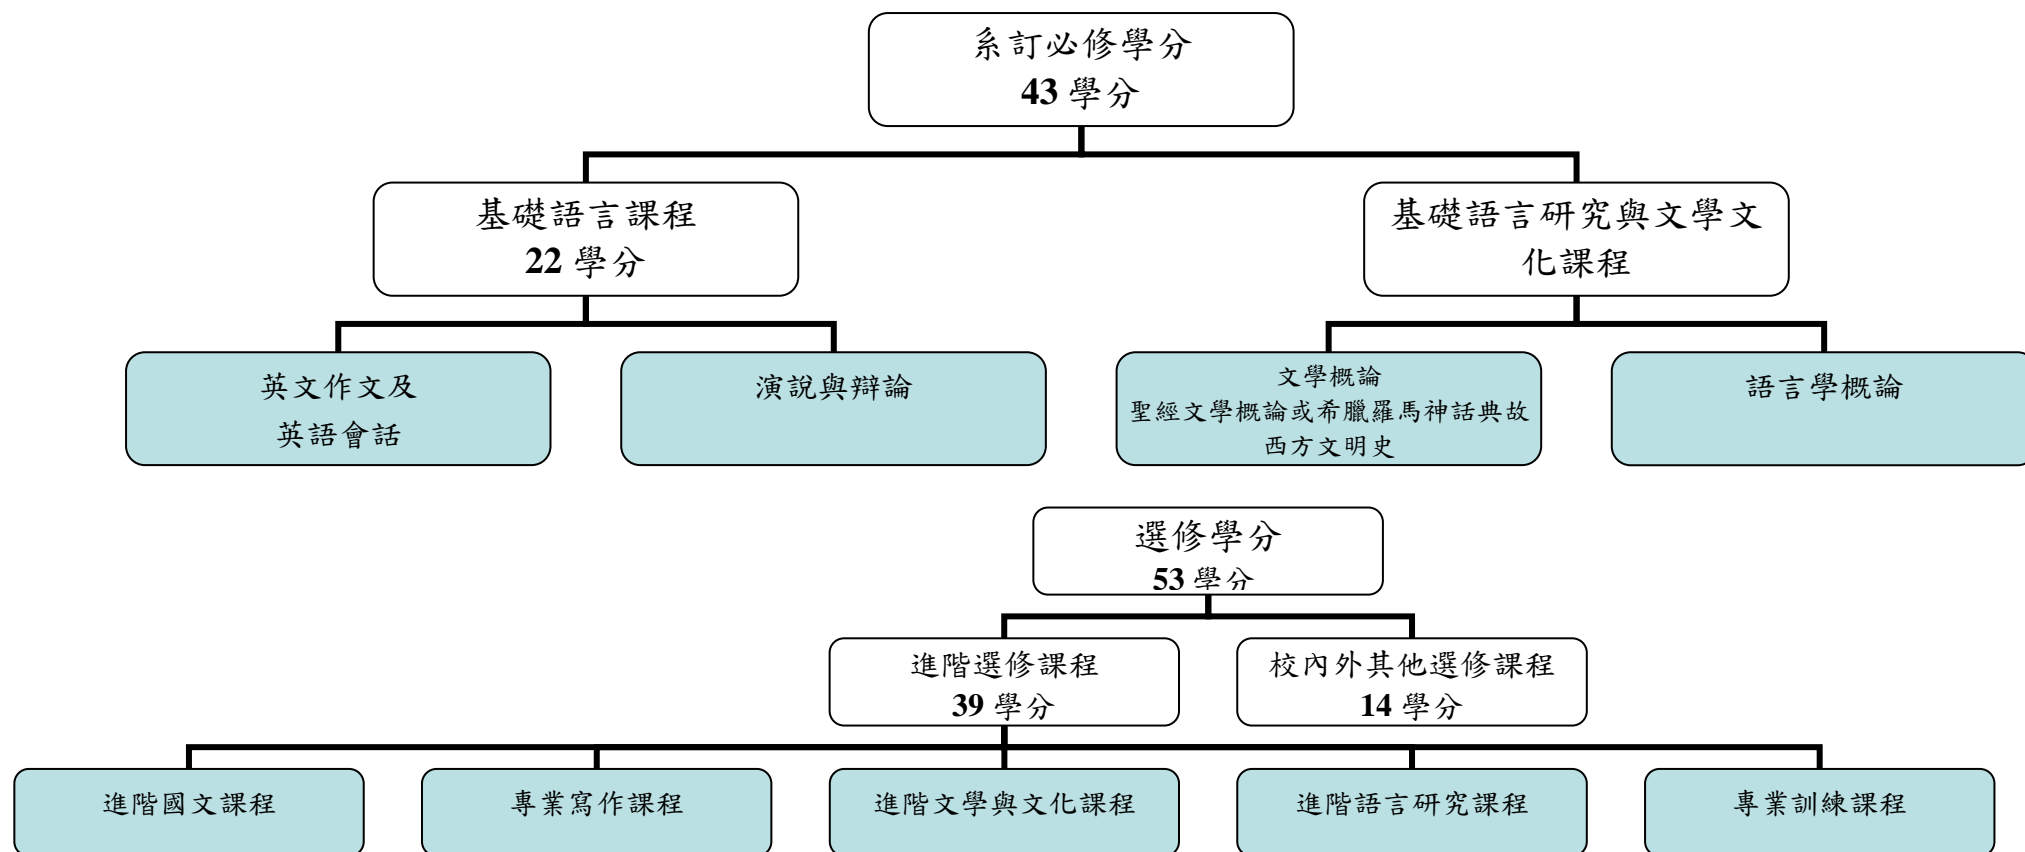 系訂必修學分
43 學分
基礎語言課程
22 學分
基礎語言研究與文學文
化課程
英文作文及
英語會話
演說與辯論
文學概論
聖經文學概論或希臘羅馬神話典故
西方文明史
語言學概論
選修學分
53 學分
進階選修課程
39 學分
校內外其他選修課程
14 學分
進階國文課程
專業寫作課程
進階文學與文化課程
進階語言研究課程
專業訓練課程